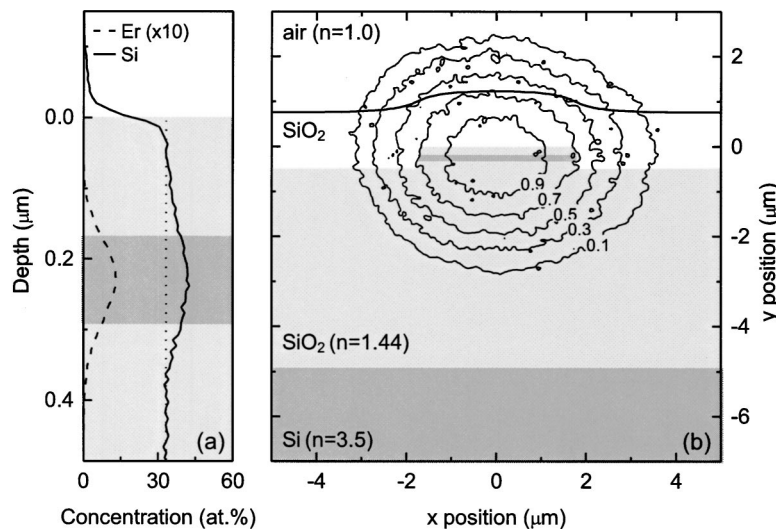 Er (x10)
Si
0.0
0.2
0.4
Depth (μm)
0
30
60
Concentration (at.%)
(a)
air (n=1.0)
SiO2
SiO2 (n=1.44)
Si (n=3.5)
0.9
0.7
0.5
0.3
0.1
(b)
2
0
-2
-4
-6
y position (μm)
-4
-2
0
2
4
x position (μm)